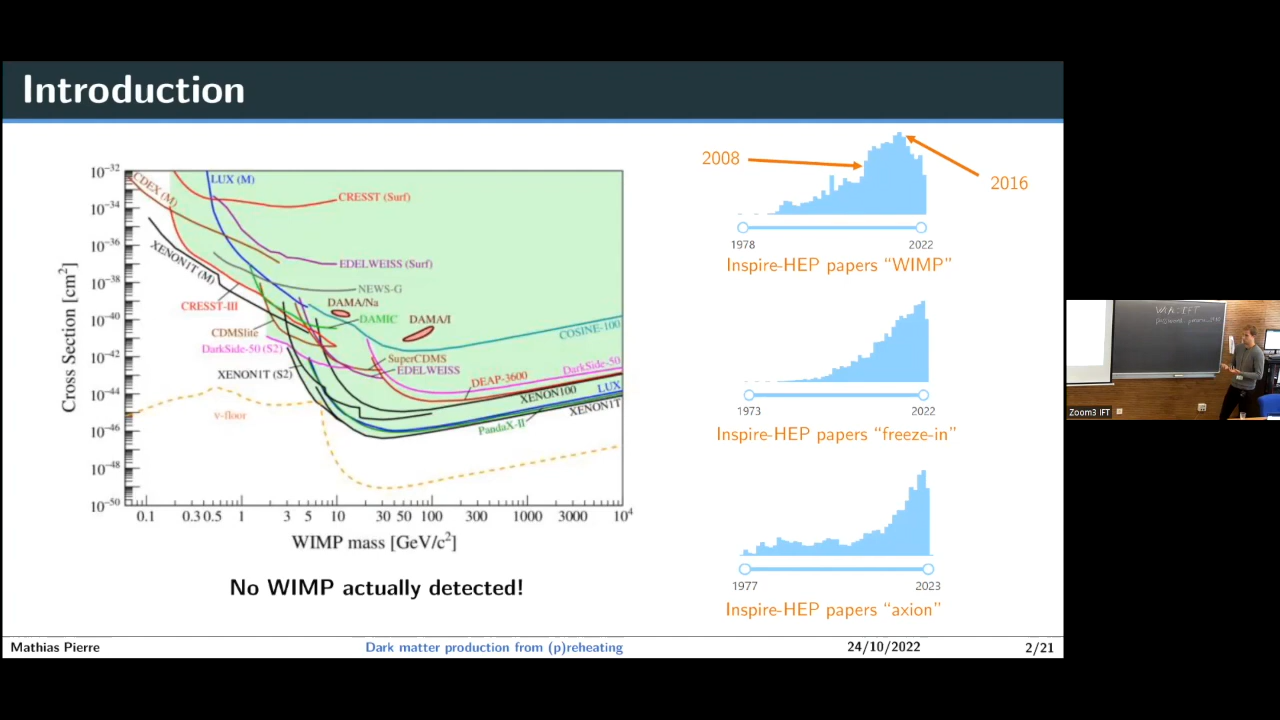 Introduction
10⁻³²
10⁻³⁴
10⁻³⁶
10⁻³⁸
10⁻⁴⁰
10⁻⁴²
10⁻⁴⁴
10⁻⁴⁶
10⁻⁴⁸
10⁻⁵⁰
Cross Section [cm²]
CDEX (M)
LUX (M)
CRESST (Surf)
XENON1T (M)
EDELWEISS (Surf)
NEWS-G
CRESST-III
DAMA/Na
DAMIC
DAMA/I
CDMSlite
COSINE-100
DarkSide-50 (S2)
SuperCDMS
EDELWEISS
DarkSide-50
XENON1T (S2)
DEAP-3600
XENON100
LUX
XENON1T
PandaX-II
ν-floor
0.1 0.3 0.5 1 3 5 10 30 50 100 300 1000 3000 10⁴
WIMP mass [GeV/c²]
No WIMP actually detected!
2008
2016
1978 2022
Inspire-HEP papers “WIMP”
1973 2022
Inspire-HEP papers “freeze-in”
1977 2023
Inspire-HEP papers “axion”
Mathias Pierre Dark matter production from (p)reheating 24/10/2022 2/21
Zoom3 IFT